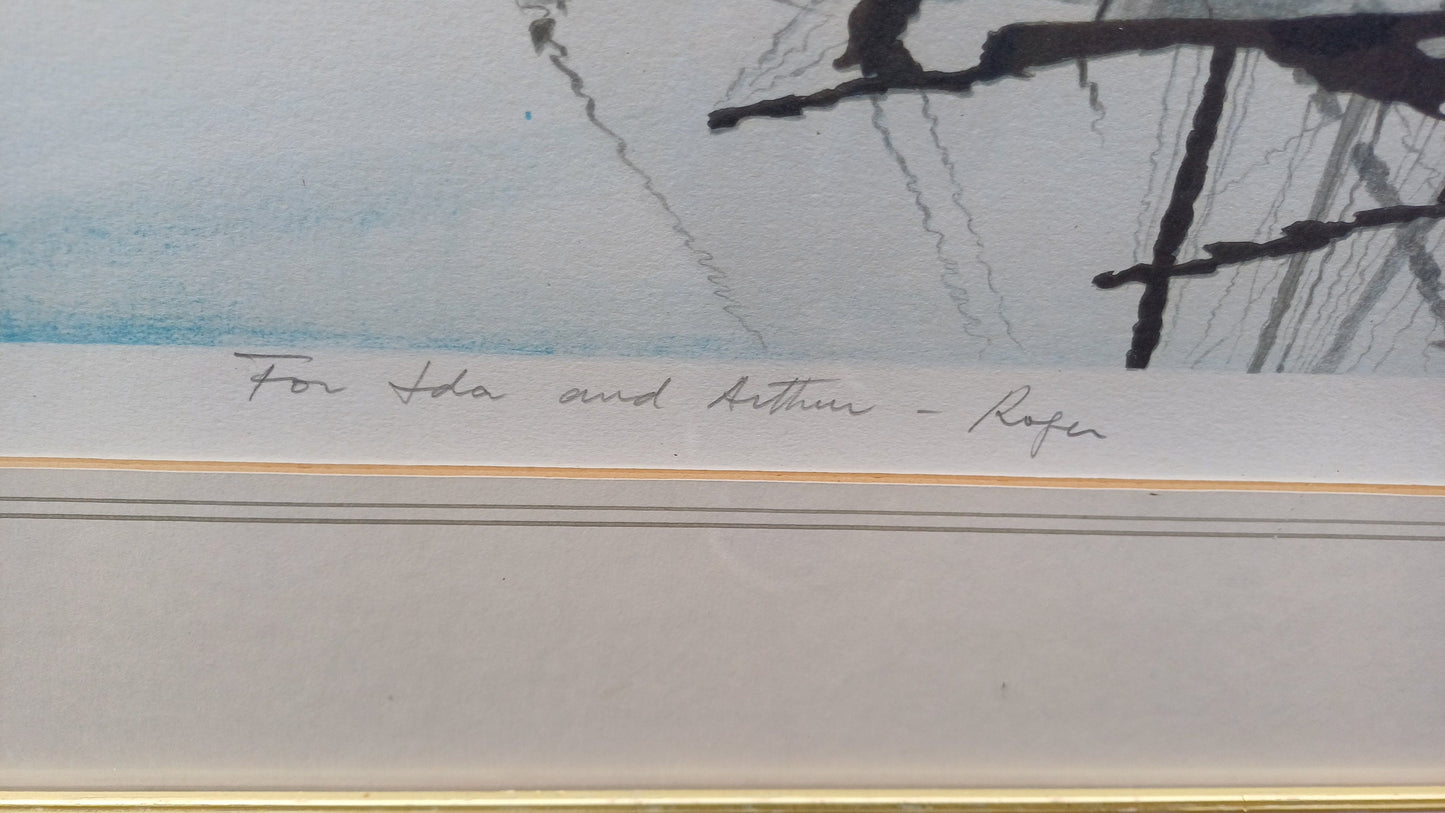 For Ida and Arthur - Roger